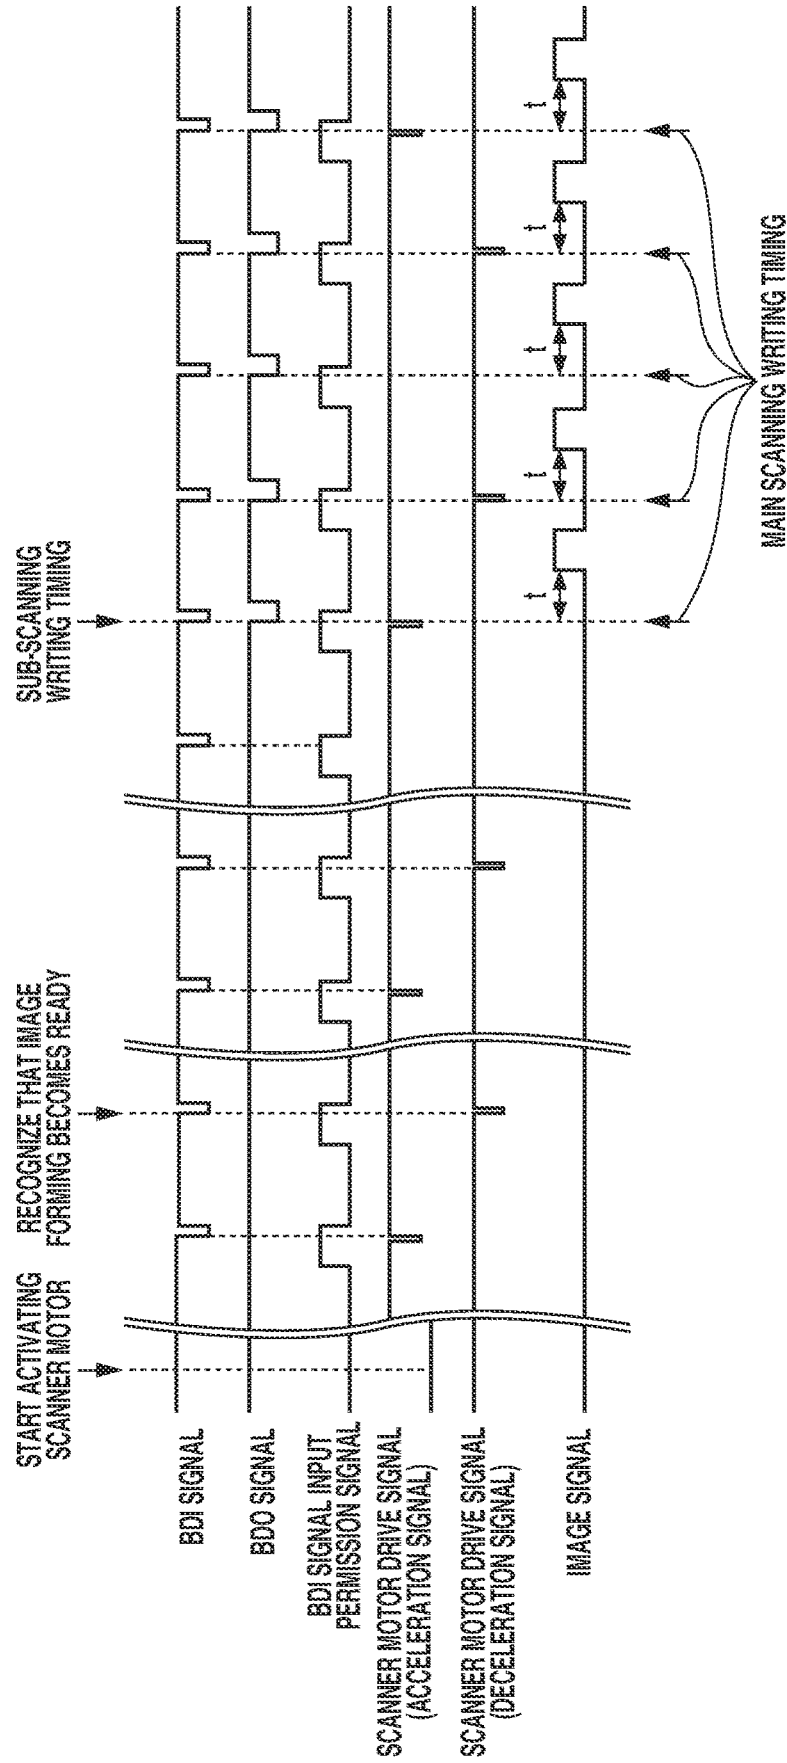 START ACTIVATING
SCANNER MOTOR
RECOGNIZE THAT IMAGE
FORMING BECOMES READY
SUB-SCANNING
WRITING TIMING
BDI SIGNAL
BDO SIGNAL
BDI SIGNAL INPUT
PERMISSION SIGNAL
SCANNER MOTOR DRIVE SIGNAL
(ACCELERATION SIGNAL)
SCANNER MOTOR DRIVE SIGNAL
(DECELERATION SIGNAL)
IMAGE SIGNAL
t
t
t
t
t
MAIN SCANNING WRITING TIMING